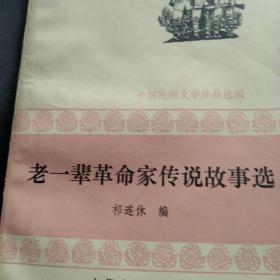 中国民间文学作品选编
老一辈革命家传说故事选
祁连休 编